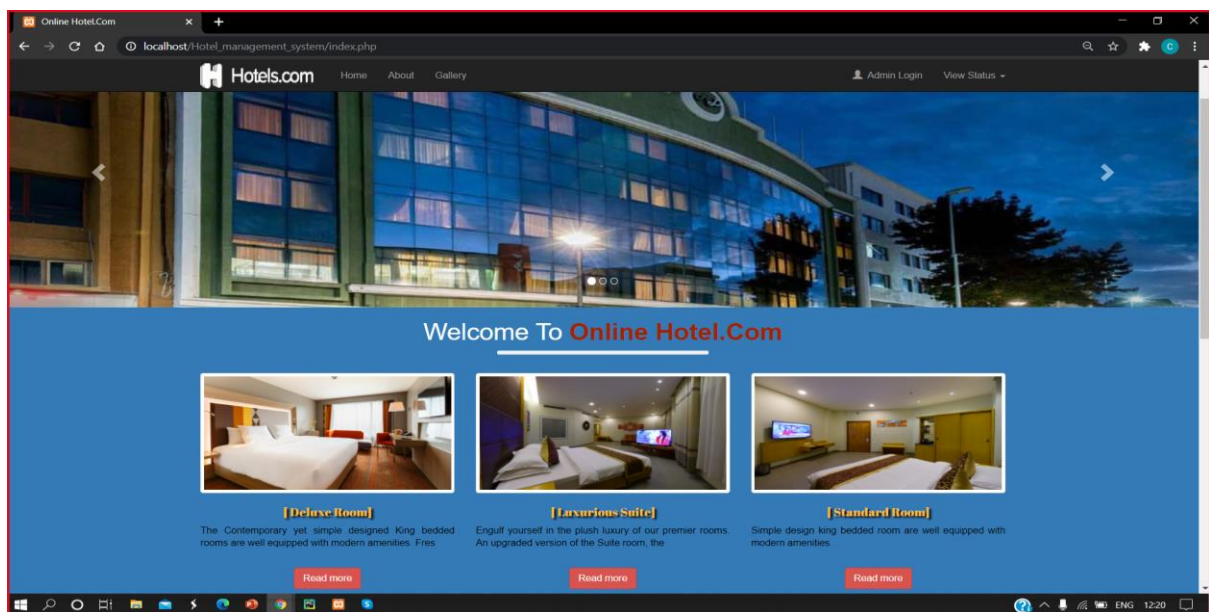 Online Hotel.Com
localhost/Hotel_management_system/index.php
C
Hotels.com Home About Gallery Admin Login View Status
Welcome To Online Hotel.Com
[Deluxe Room]
The Contemporary yet simple designed King bedded
rooms are well equipped with modern amenities. Fres
Read more
[Luxurious Suite]
Engulf yourself in the plush luxury of our premier rooms.
An upgraded version of the Suite room, the
Read more
[Standard Room]
Simple design king bedded room are well equipped with
modern amenities.
Read more
ENG 12:20